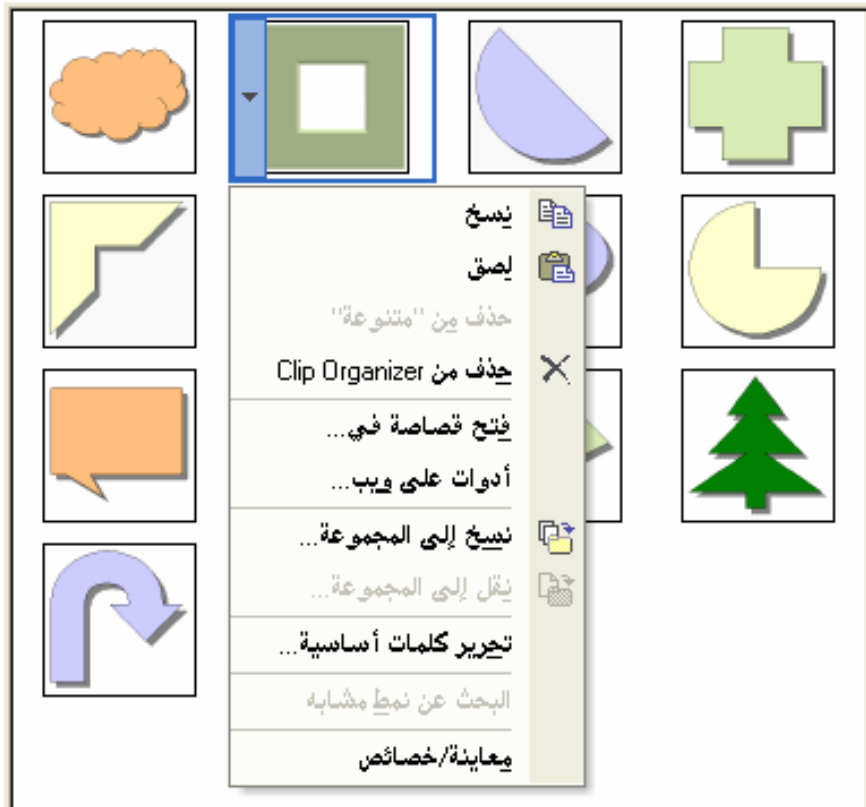 نسخ
لصق
حذف من "متنوعة"
حذف من Clip Organizer
فتح قصاصة في...
أدوات على ويب...
نسخ إلى المجموعة...
نقل إلى المجموعة...
تحرير كلمات أساسية...
البحث عن نمط مشابه
معاينة/خصائص